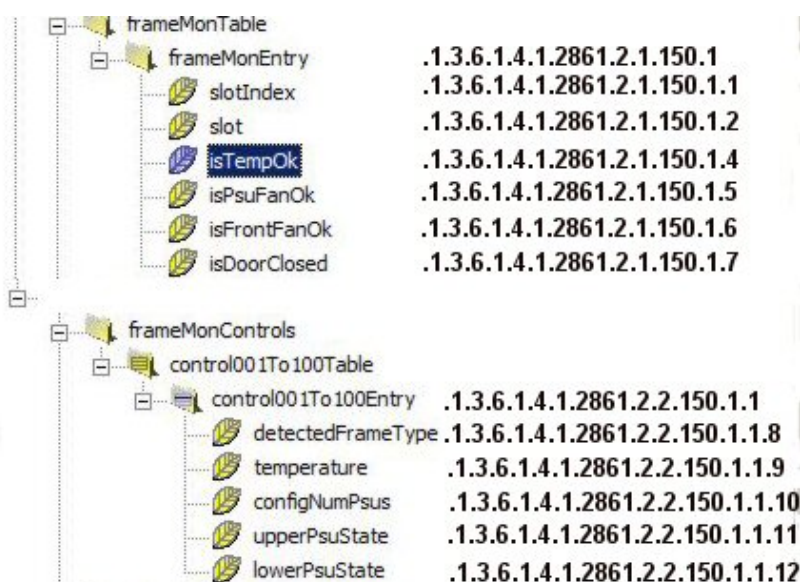 frameMonTable
frameMonEntry .1.3.6.1.4.1.2861.2.1.150.1
slotIndex .1.3.6.1.4.1.2861.2.1.150.1.1
slot .1.3.6.1.4.1.2861.2.1.150.1.2
isTempOk .1.3.6.1.4.1.2861.2.1.150.1.4
isPsuFanOk .1.3.6.1.4.1.2861.2.1.150.1.5
isFrontFanOk .1.3.6.1.4.1.2861.2.1.150.1.6
isDoorClosed .1.3.6.1.4.1.2861.2.1.150.1.7
frameMonControls
control001To100Table
control001To100Entry .1.3.6.1.4.1.2861.2.2.150.1.1
detectedFrameType .1.3.6.1.4.1.2861.2.2.150.1.1.8
temperature .1.3.6.1.4.1.2861.2.2.150.1.1.9
configNumPsus .1.3.6.1.4.1.2861.2.2.150.1.1.10
upperPsuState .1.3.6.1.4.1.2861.2.2.150.1.1.11
lowerPsuState .1.3.6.1.4.1.2861.2.2.150.1.1.12